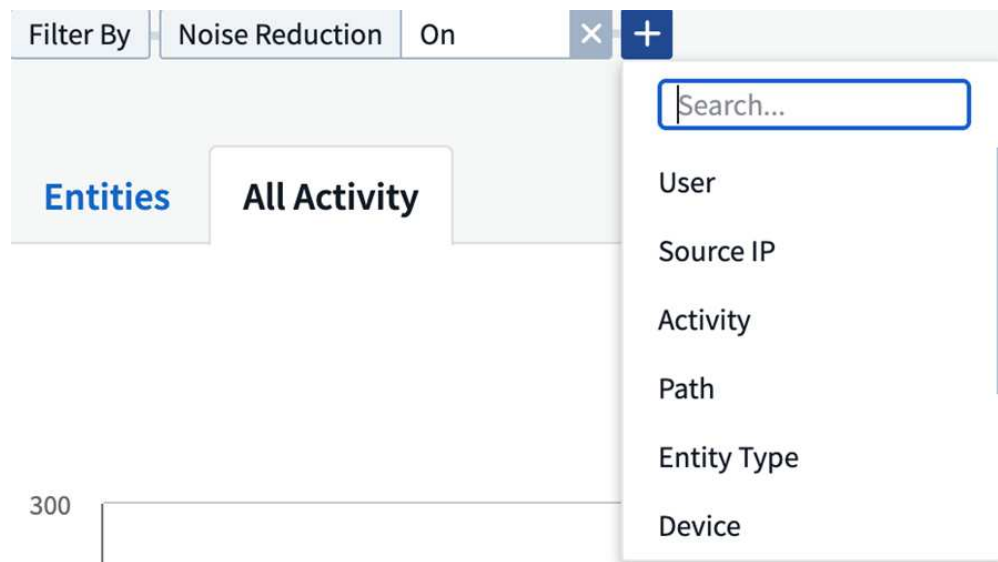 Filter By Noise Reduction On × +
Search...
Entities All Activity
User
Source IP
Activity
Path
Entity Type
300
Device